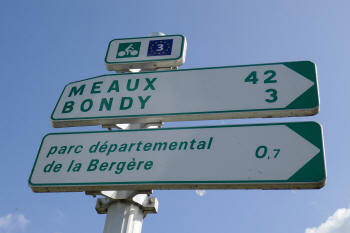 3
MEAUX 42
BONDY 3
parc départemental
de la Bergère 0,7